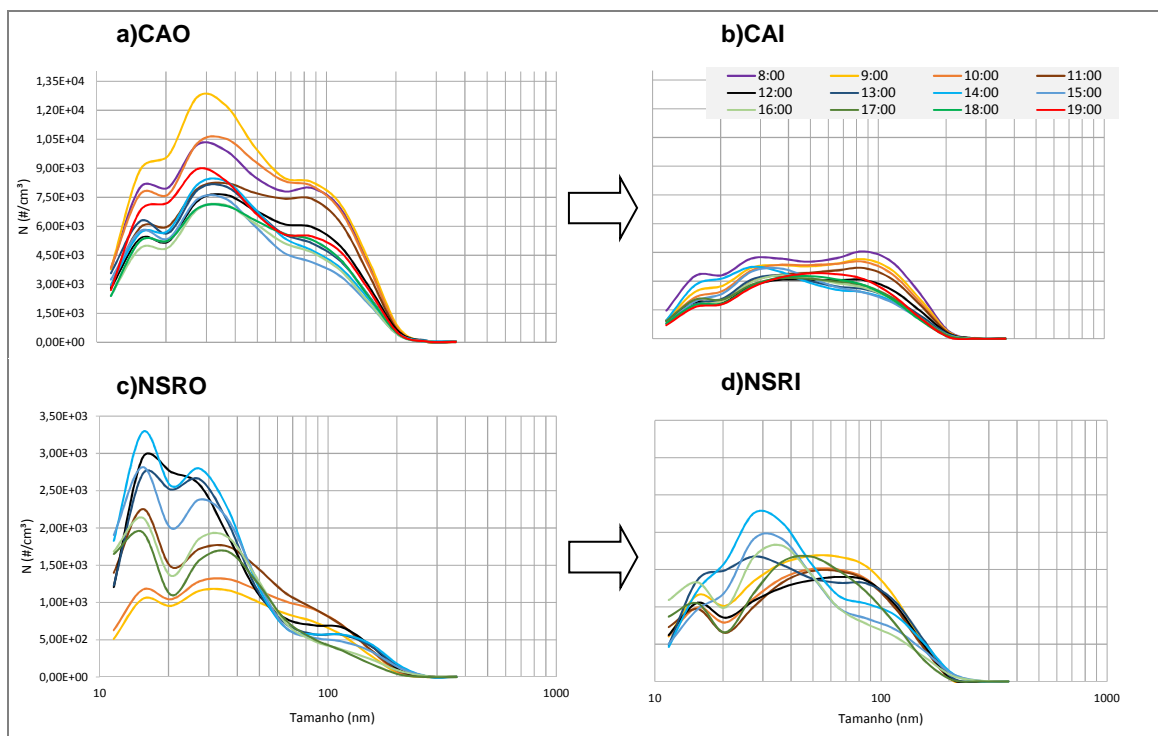 a)CAO
b)CAI
1,35E+04
1,20E+04
1,05E+04
9,00E+03
7,50E+03
6,00E+03
4,50E+03
3,00E+03
1,50E+03
0,00E+00
N (#/cm³)
8:00 9:00 10:00 11:00
12:00 13:00 14:00 15:00
16:00 17:00 18:00 19:00
c)NSRO
d)NSRI
3,50E+03
3,00E+03
2,50E+03
2,00E+03
1,50E+03
1,00E+03
5,00E+02
0,00E+00
N (#/cm³)
10 100 1000
Tamanho (nm)
10 100 1000
Tamanho (nm)